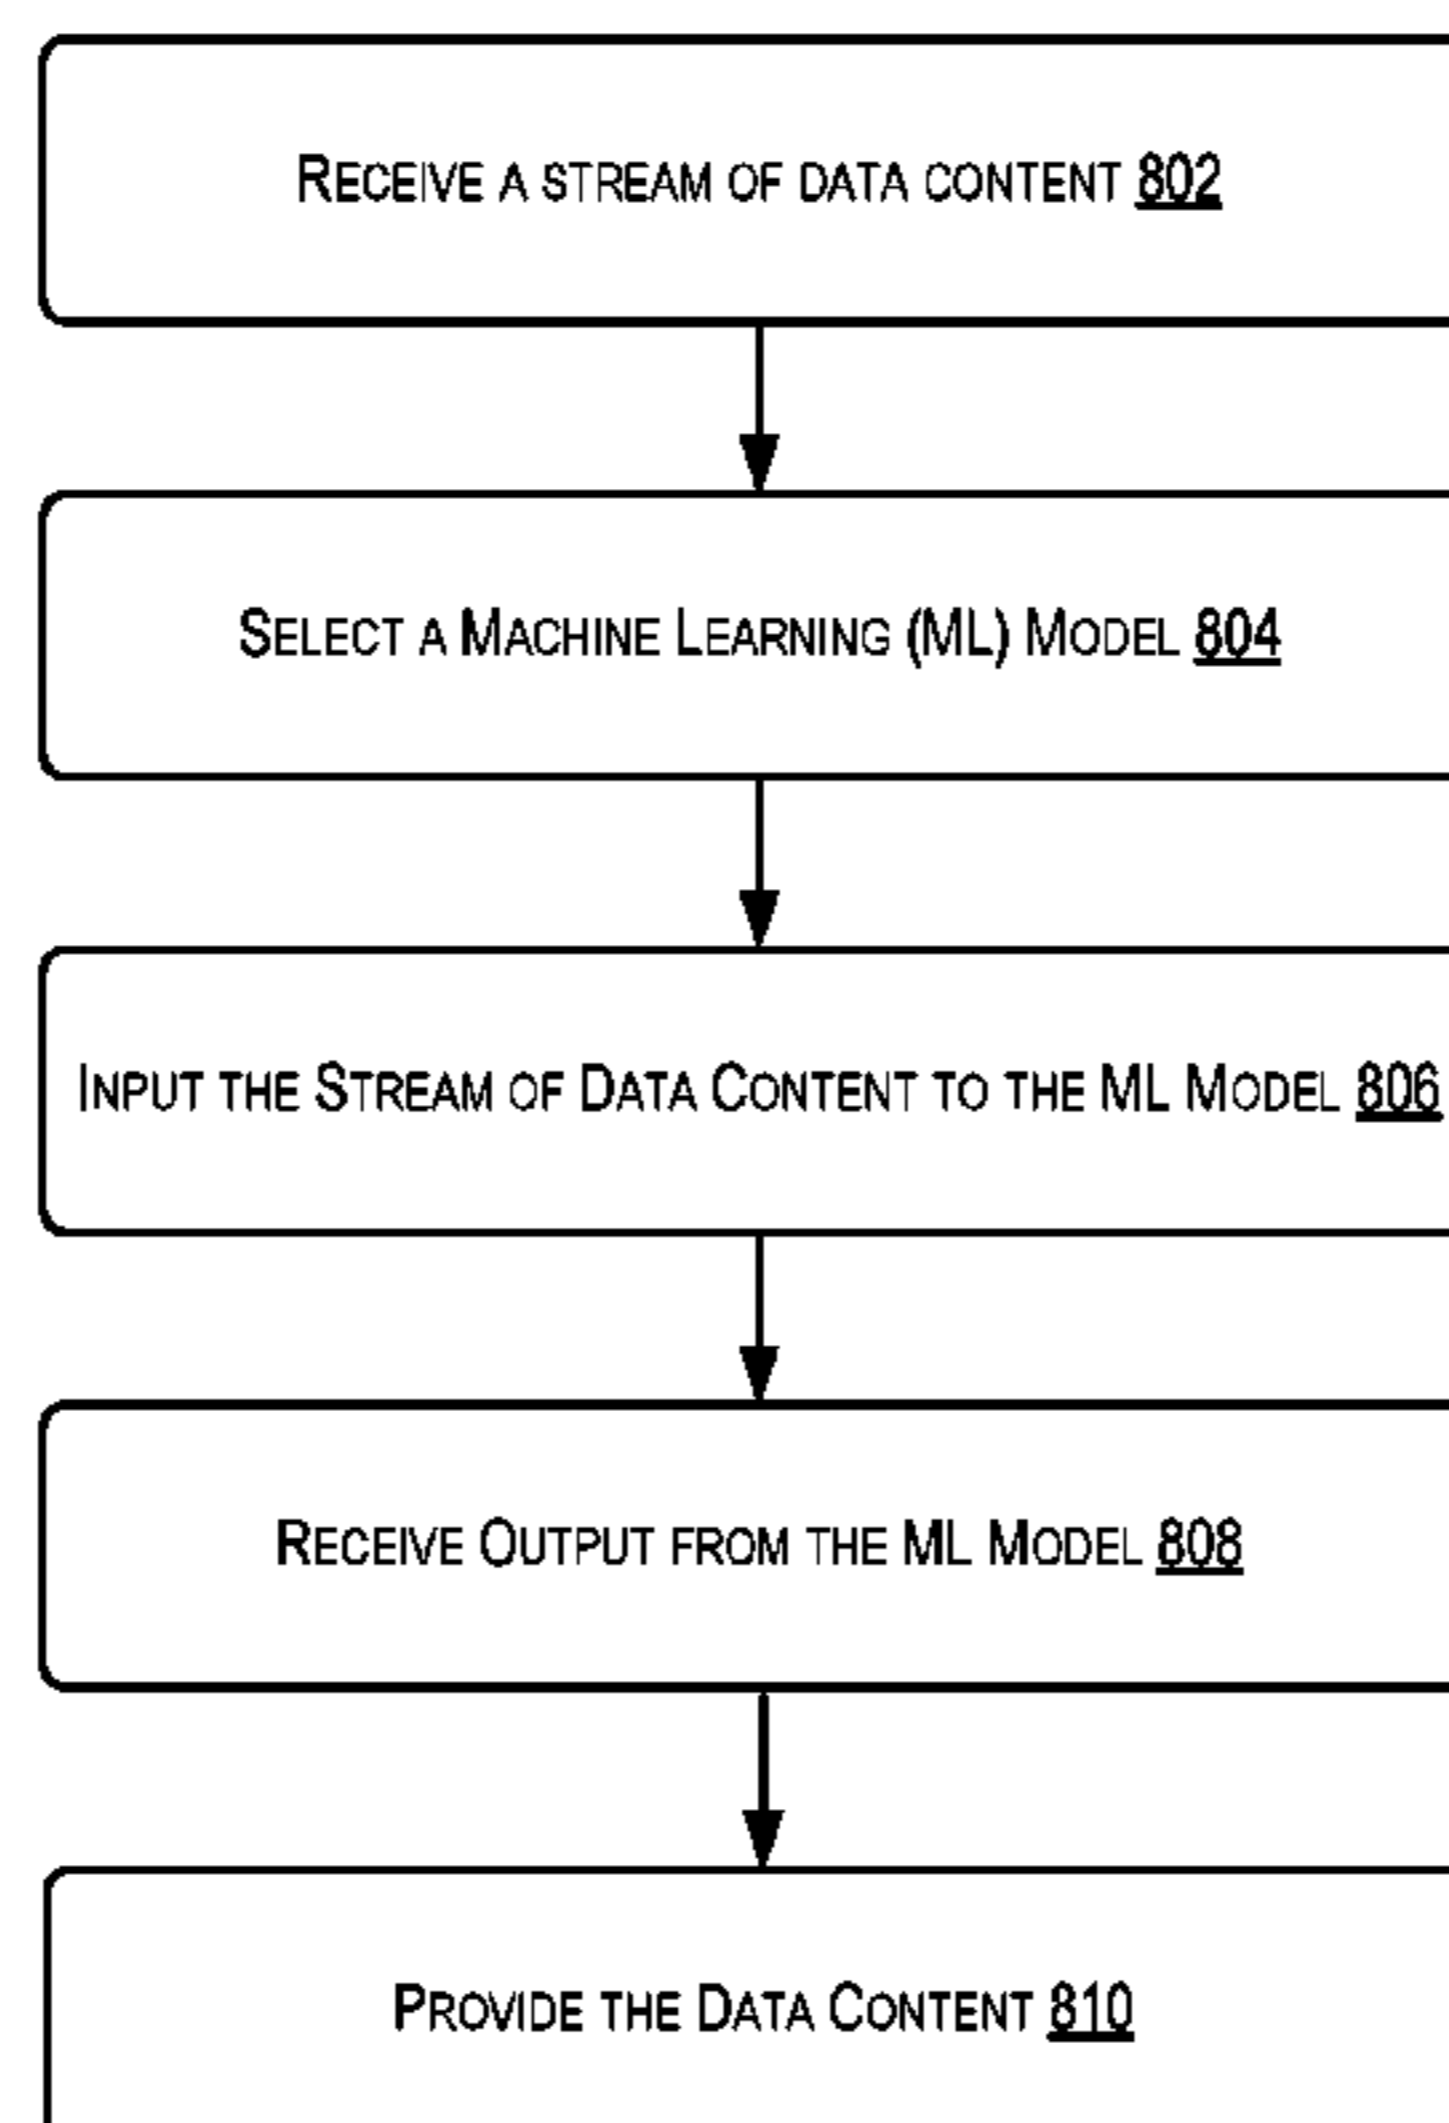 Receive a stream of data content 802
Select a Machine Learning (ML) Model 804
Input the Stream of Data Content to the ML Model 806
Receive Output from the ML Model 808
Provide the Data Content 810